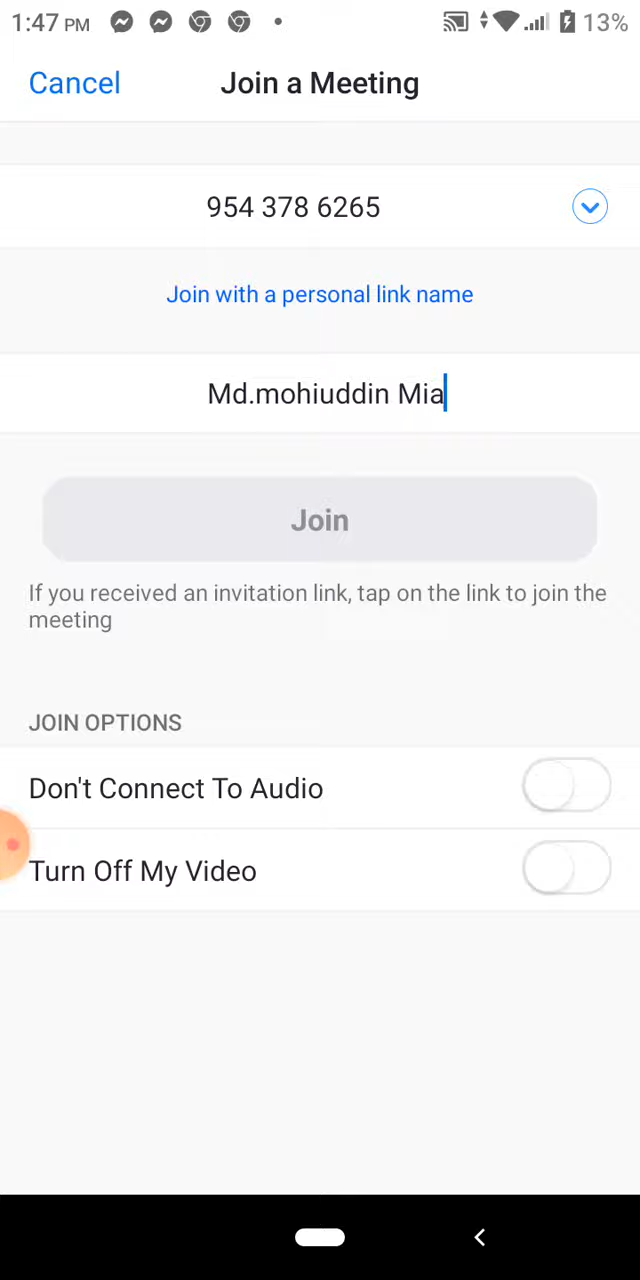 1:47 PM 13%
Cancel Join a Meeting
954 378 6265
Join with a personal link name
Md.mohiuddin Mia
Join
If you received an invitation link, tap on the link to join the
meeting
JOIN OPTIONS
Don't Connect To Audio
Turn Off My Video